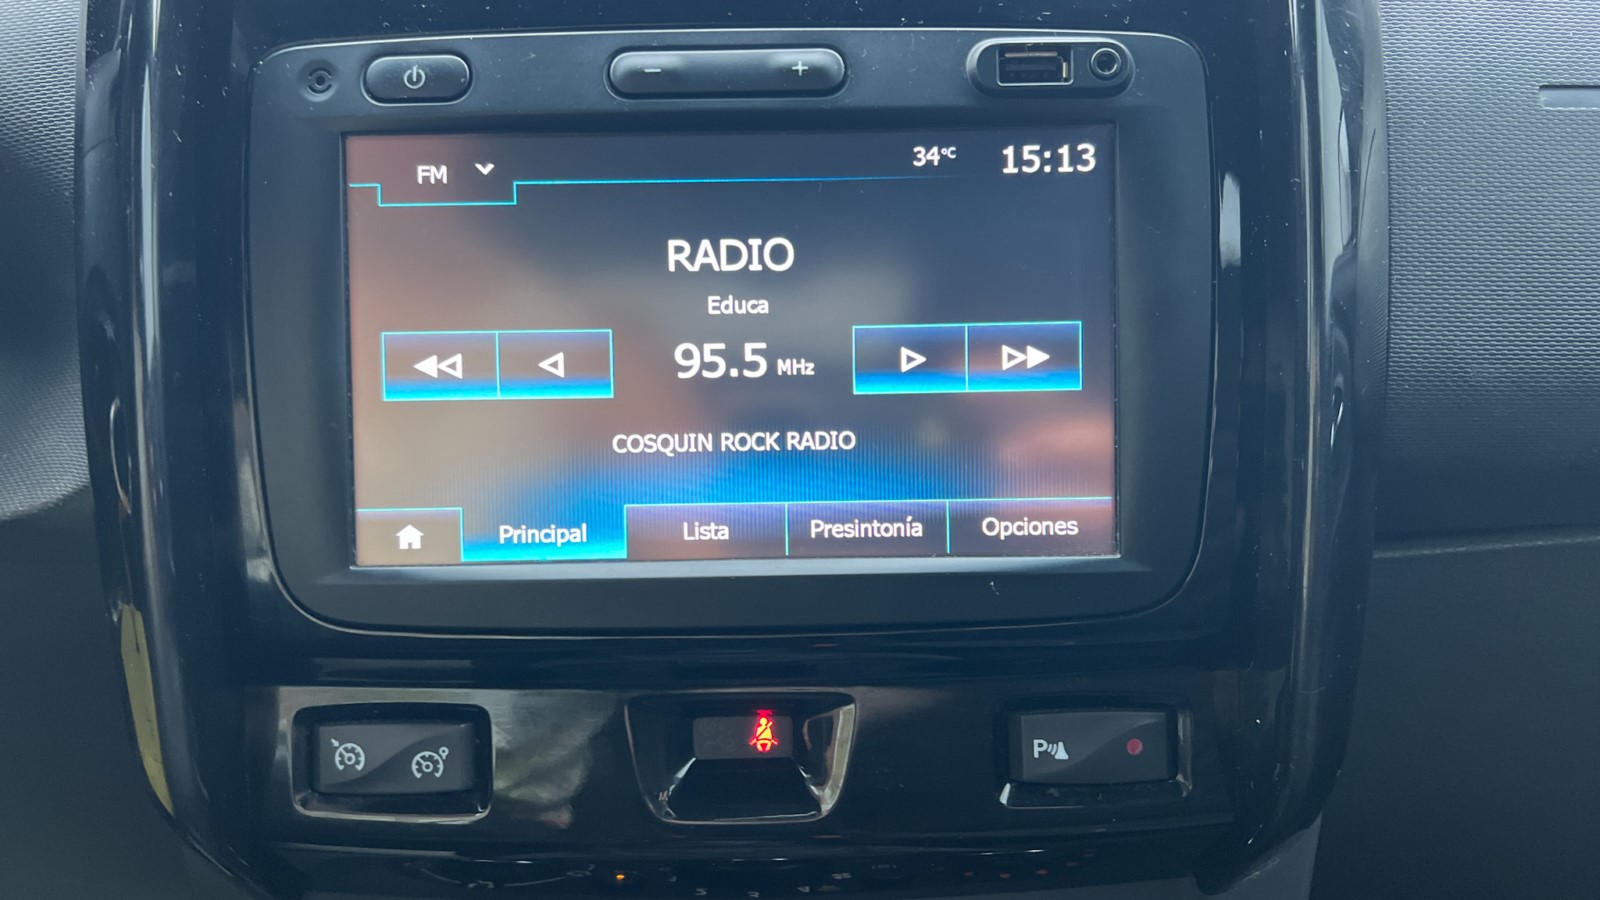 FM
34°C
15:13
RADIO
Educa
95.5 MHz
COSQUIN ROCK RADIO
Principal
Lista
Presintonía
Opciones
P